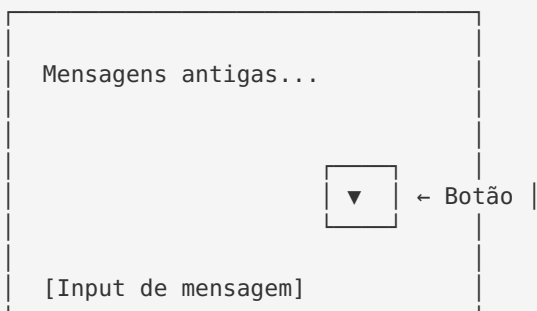 Mensagens antigas...
▼ ← Botão
[Input de mensagem]